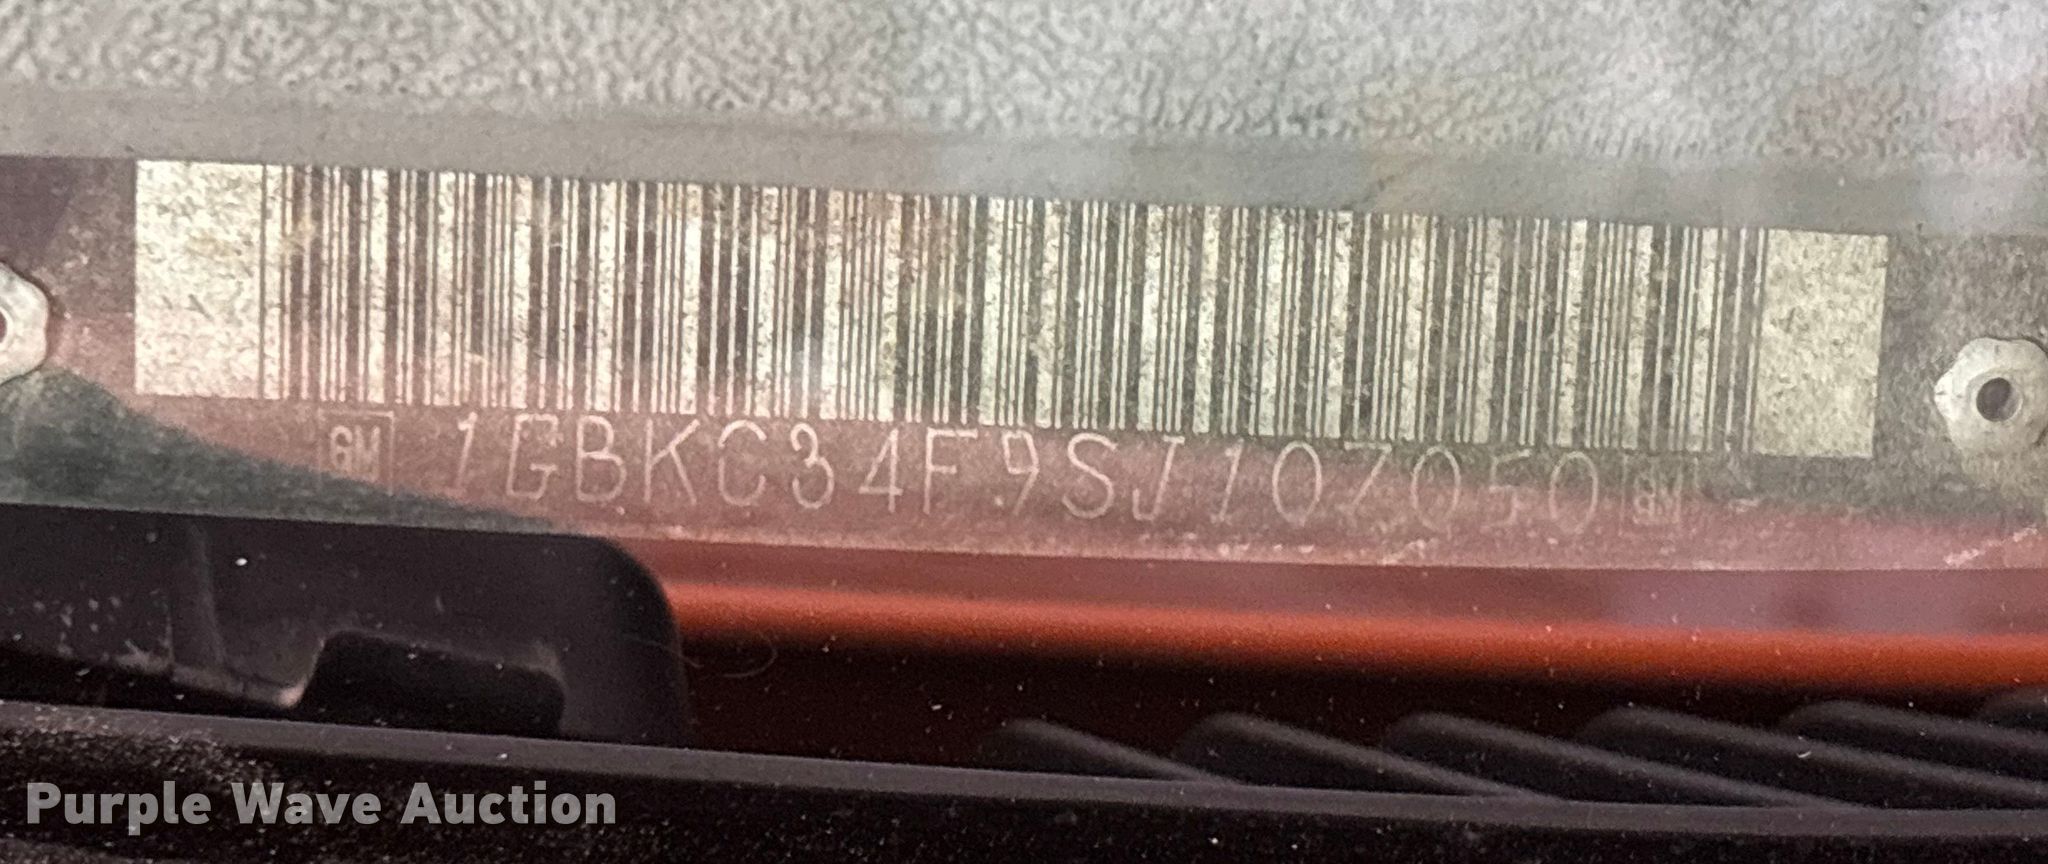 GM 1GBKC34F9SJ107050 GM
Purple Wave Auction